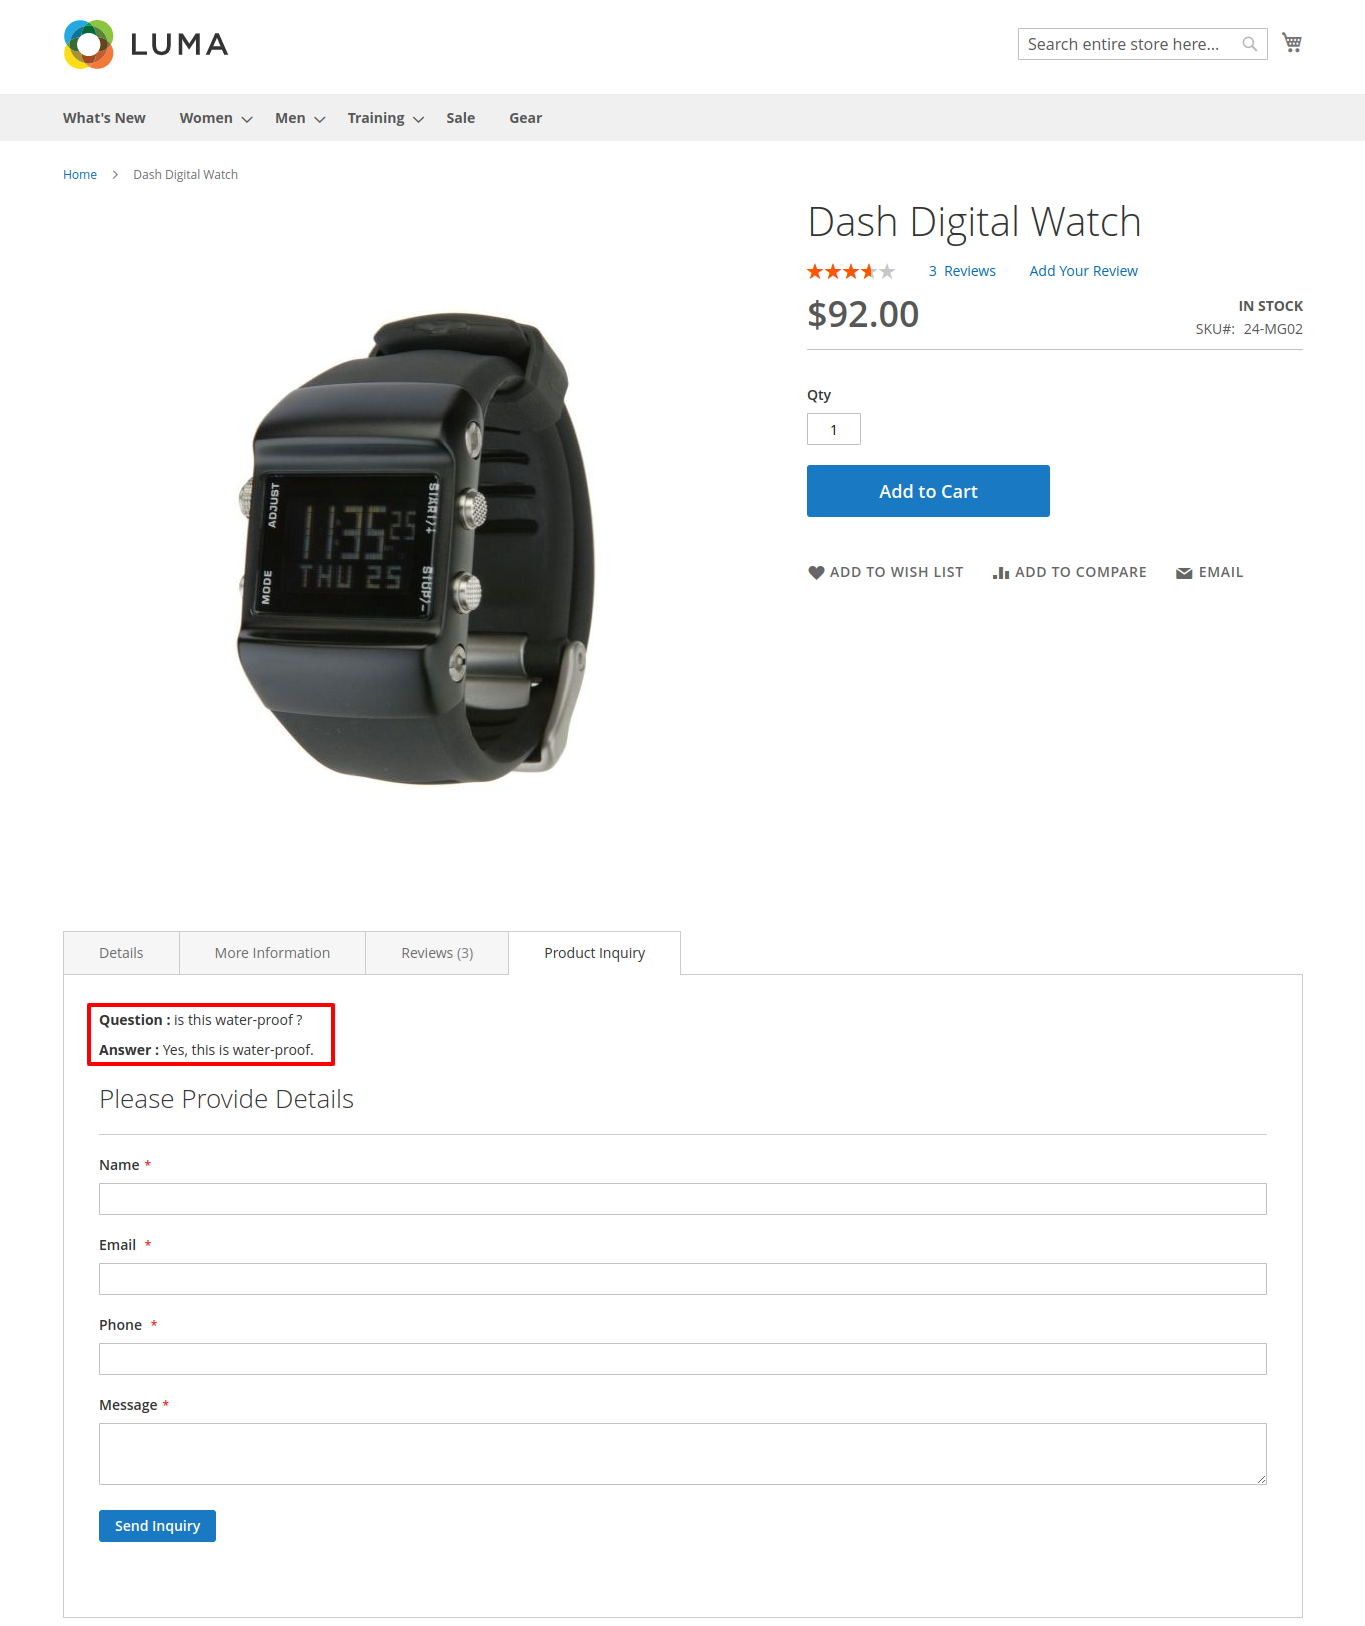 LUMA
Search entire store here...
What's New Women Men Training Sale Gear
Home > Dash Digital Watch
Dash Digital Watch
3 Reviews Add Your Review
$92.00
IN STOCK
SKU#: 24-MG02
Qty
1
Add to Cart
ADD TO WISH LIST ADD TO COMPARE EMAIL
ADJUST
MODE
11:35 25
THU 25
Details More Information Reviews (3) Product Inquiry
Question : is this water-proof ?
Answer : Yes, this is water-proof.
Please Provide Details
Name *
Email *
Phone *
Message *
Send Inquiry